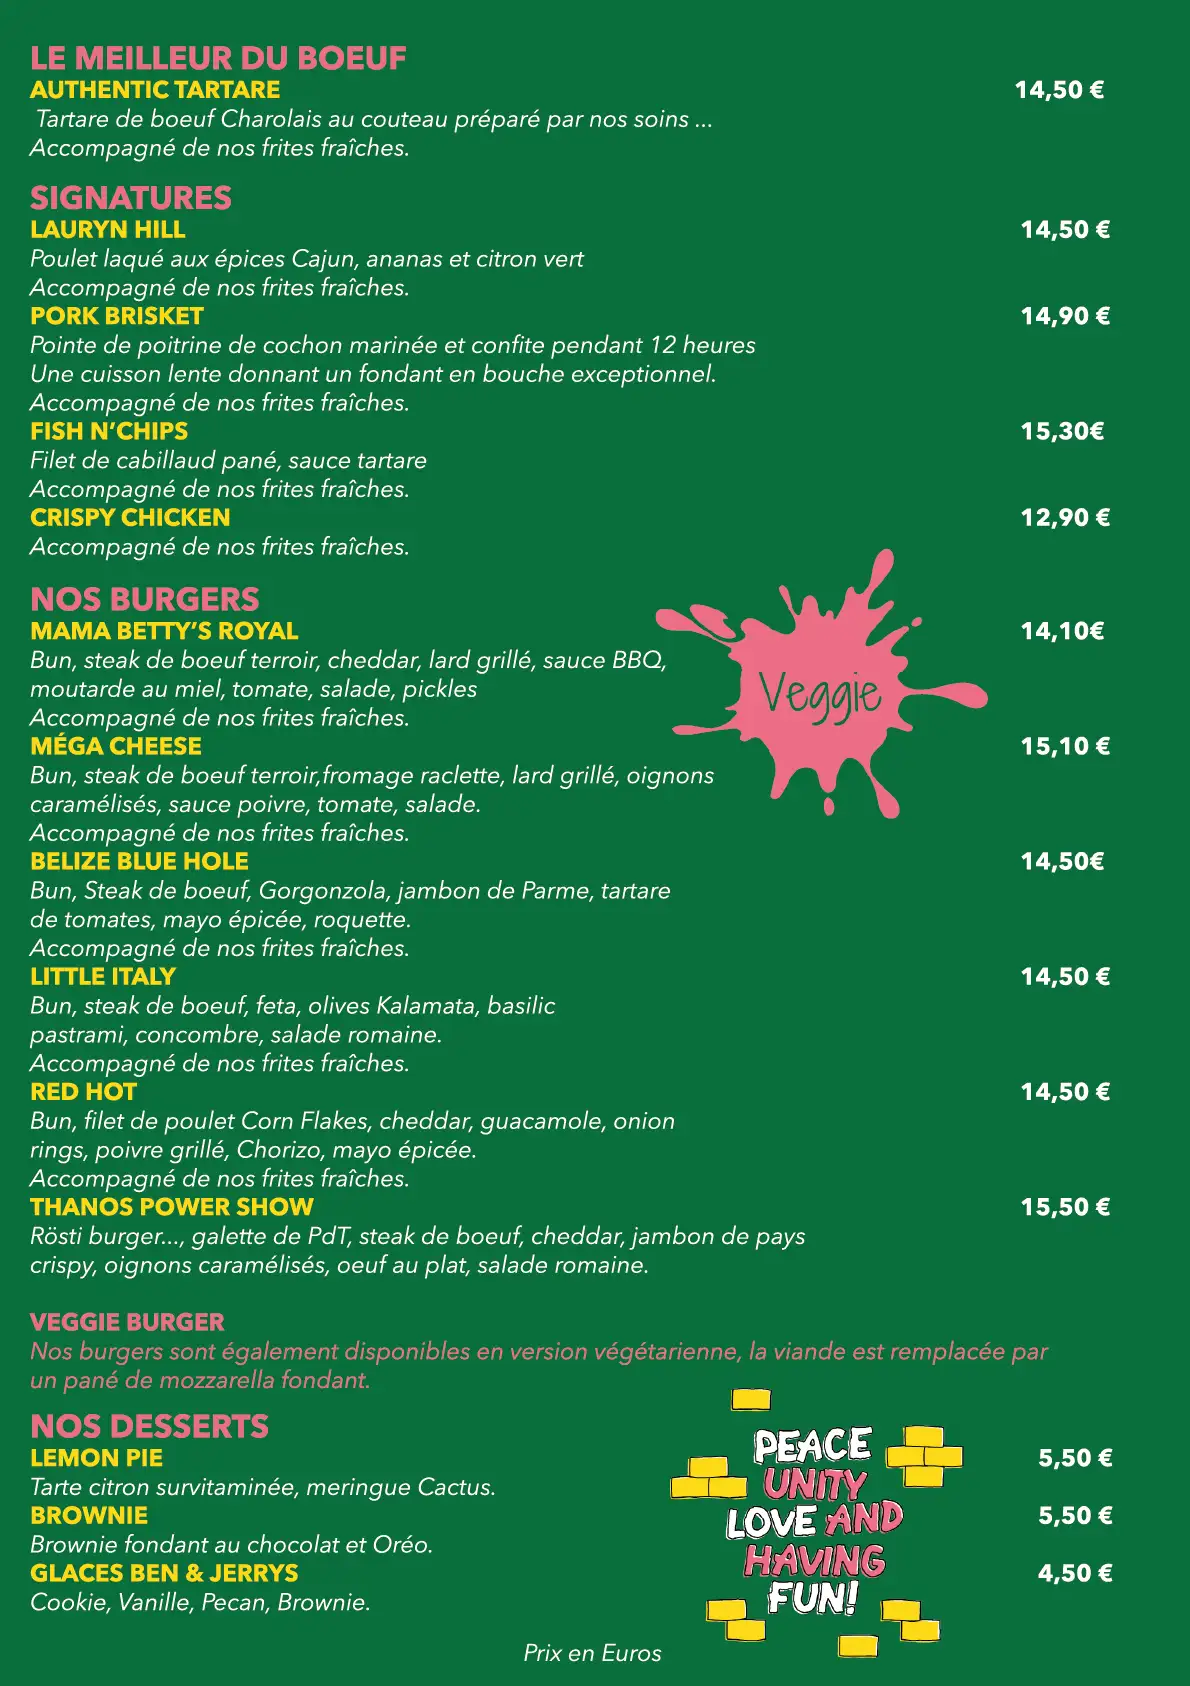 LE MEILLEUR DU BOEUF
AUTHENTIC TARTARE 14,50 €
Tartare de boeuf Charolais au couteau préparé par nos soins ...
Accompagné de nos frites fraîches.
SIGNATURES
LAURYN HILL 14,50 €
Poulet laqué aux épices Cajun, ananas et citron vert
Accompagné de nos frites fraîches.
PORK BRISKET 14,90 €
Pointe de poitrine de cochon marinée et confite pendant 12 heures
Une cuisson lente donnant un fondant en bouche exceptionnel.
Accompagné de nos frites fraîches.
FISH N’CHIPS 15,30€
Filet de cabillaud pané, sauce tartare
Accompagné de nos frites fraîches.
CRISPY CHICKEN 12,90 €
Accompagné de nos frites fraîches.
NOS BURGERS
MAMA BETTY’S ROYAL 14,10€
Bun, steak de boeuf terroir, cheddar, lard grillé, sauce BBQ,
moutarde au miel, tomate, salade, pickles
Accompagné de nos frites fraîches.
Veggie
MÉGA CHEESE 15,10 €
Bun, steak de boeuf terroir,fromage raclette, lard grillé, oignons
caramélisés, sauce poivre, tomate, salade.
Accompagné de nos frites fraîches.
BELIZE BLUE HOLE 14,50€
Bun, Steak de boeuf, Gorgonzola, jambon de Parme, tartare
de tomates, mayo épicée, roquette.
Accompagné de nos frites fraîches.
LITTLE ITALY 14,50 €
Bun, steak de boeuf, feta, olives Kalamata, basilic
pastrami, concombre, salade romaine.
Accompagné de nos frites fraîches.
RED HOT 14,50 €
Bun, filet de poulet Corn Flakes, cheddar, guacamole, onion
rings, poivre grillé, Chorizo, mayo épicée.
Accompagné de nos frites fraîches.
THANOS POWER SHOW 15,50 €
Rösti burger..., galette de PdT, steak de boeuf, cheddar, jambon de pays
crispy, oignons caramélisés, oeuf au plat, salade romaine.
VEGGIE BURGER
Nos burgers sont également disponibles en version végétarienne, la viande est remplacée par
un pané de mozzarella fondant.
NOS DESSERTS
LEMON PIE 5,50 €
Tarte citron survitaminée, meringue Cactus.
BROWNIE 5,50 €
Brownie fondant au chocolat et Oréo.
GLACES BEN & JERRYS 4,50 €
Cookie, Vanille, Pecan, Brownie.
PEACE
UNITY
LOVE AND
HAVING
FUN!
Prix en Euros